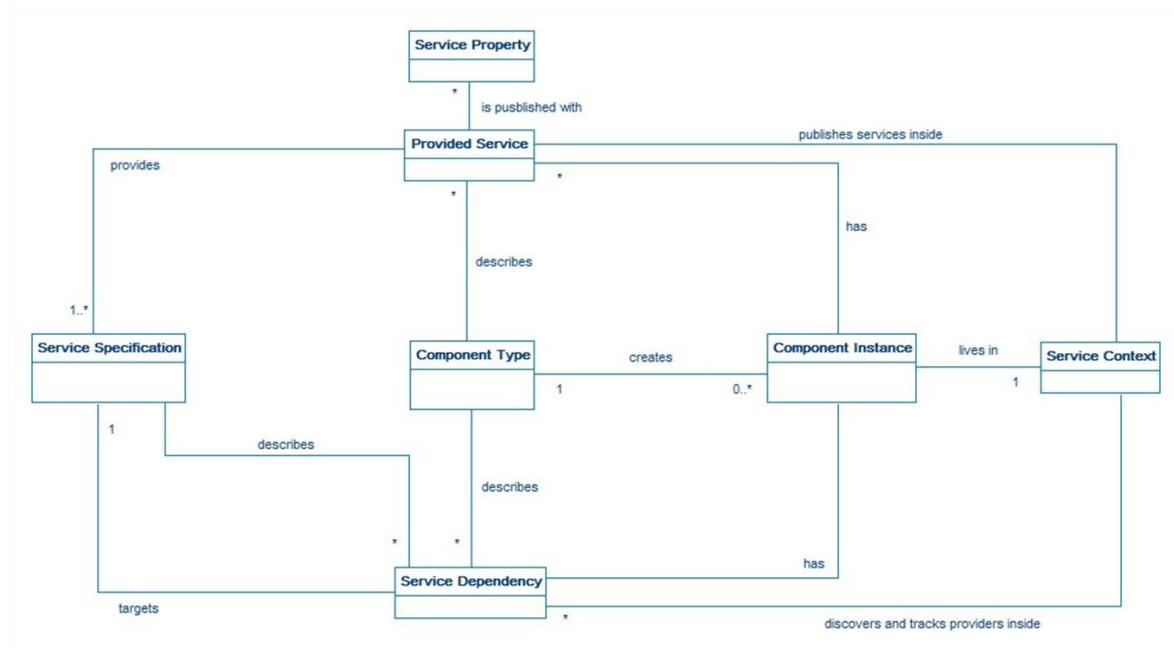 Service Property
*
is pusblished with
Provided Service
publishes services inside
provides
*
*
has
describes
1..*
Service Specification
Component Type
creates
Component Instance
lives in
Service Context
1
0..*
1
1
describes
describes
*
*
has
Service Dependency
targets
*
discovers and tracks providers inside